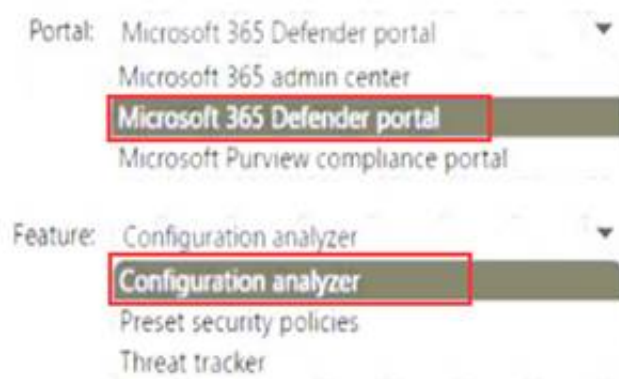 Portal: Microsoft 365 Defender portal
Microsoft 365 admin center
Microsoft 365 Defender portal
Microsoft Purview compliance portal
Feature: Configuration analyzer
Configuration analyzer
Preset security policies
Threat tracker